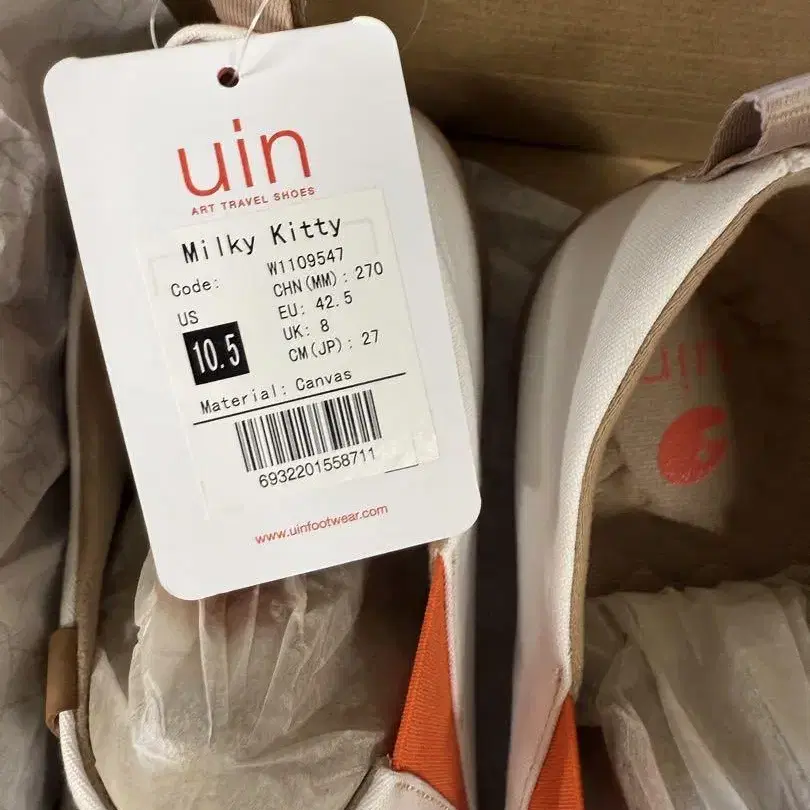 uin
ART TRAVEL SHOES
Milky Kitty
Code: W1109547
US CHN(MM): 270
EU: 42.5
10.5 UK: 8
CM(JP): 27
Material: Canvas
6932201558711
www.uinfootwear.com
uin